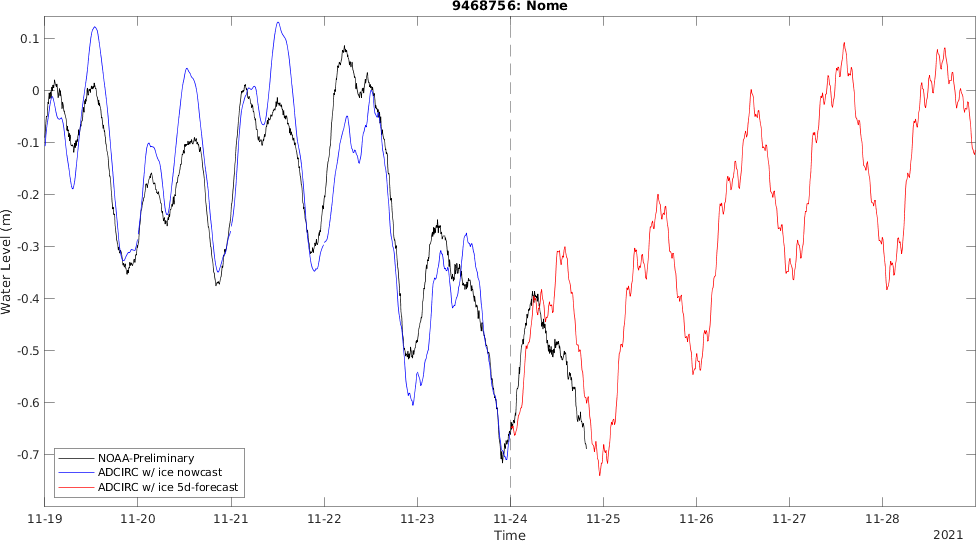 9468756: Nome
0.1
0
-0.1
-0.2
-0.3
-0.4
-0.5
-0.6
-0.7
Water Level (m)
NOAA-Preliminary
ADCIRC w/ ice nowcast
ADCIRC w/ ice 5d-forecast
11-19 11-20 11-21 11-22 11-23 11-24 11-25 11-26 11-27 11-28
Time
2021